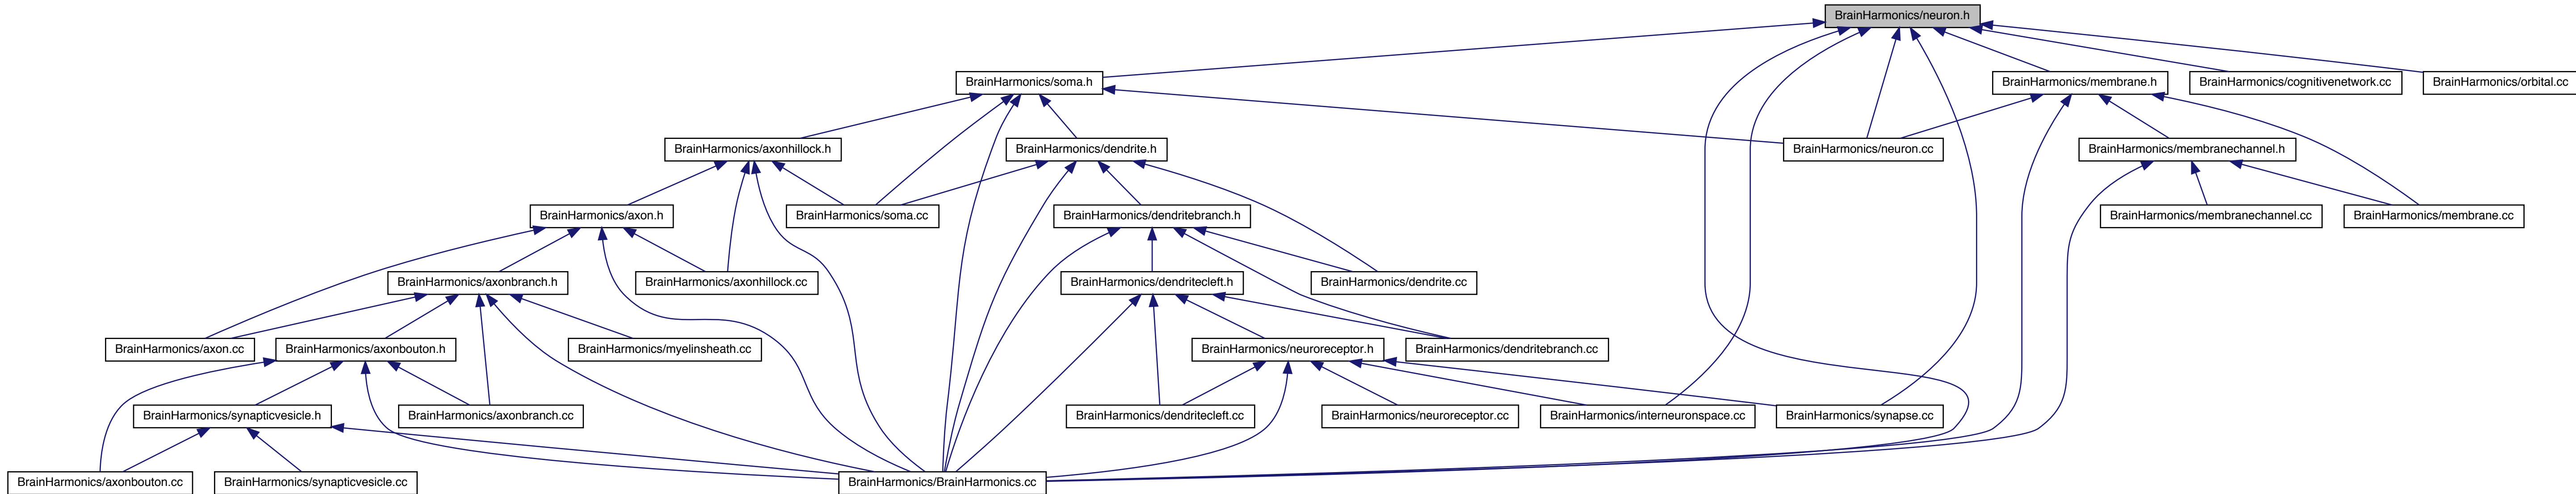 BrainHarmonics/neuron.h
BrainHarmonics/soma.h
BrainHarmonics/membrane.h
BrainHarmonics/cognitivenetwork.cc
BrainHarmonics/orbital.cc
BrainHarmonics/axonhillock.h
BrainHarmonics/dendrite.h
BrainHarmonics/neuron.cc
BrainHarmonics/membranechannel.h
BrainHarmonics/axon.h
BrainHarmonics/soma.cc
BrainHarmonics/dendritebranch.h
BrainHarmonics/membranechannel.cc
BrainHarmonics/membrane.cc
BrainHarmonics/axonbranch.h
BrainHarmonics/axonhillock.cc
BrainHarmonics/dendritecleft.h
BrainHarmonics/dendrite.cc
BrainHarmonics/axon.cc
BrainHarmonics/axonbouton.h
BrainHarmonics/myelinsheath.cc
BrainHarmonics/neuroreceptor.h
BrainHarmonics/dendritebranch.cc
BrainHarmonics/synapticvesicle.h
BrainHarmonics/axonbranch.cc
BrainHarmonics/dendritecleft.cc
BrainHarmonics/neuroreceptor.cc
BrainHarmonics/interneuronspace.cc
BrainHarmonics/synapse.cc
BrainHarmonics/axonbouton.cc
BrainHarmonics/synapticvesicle.cc
BrainHarmonics/BrainHarmonics.cc